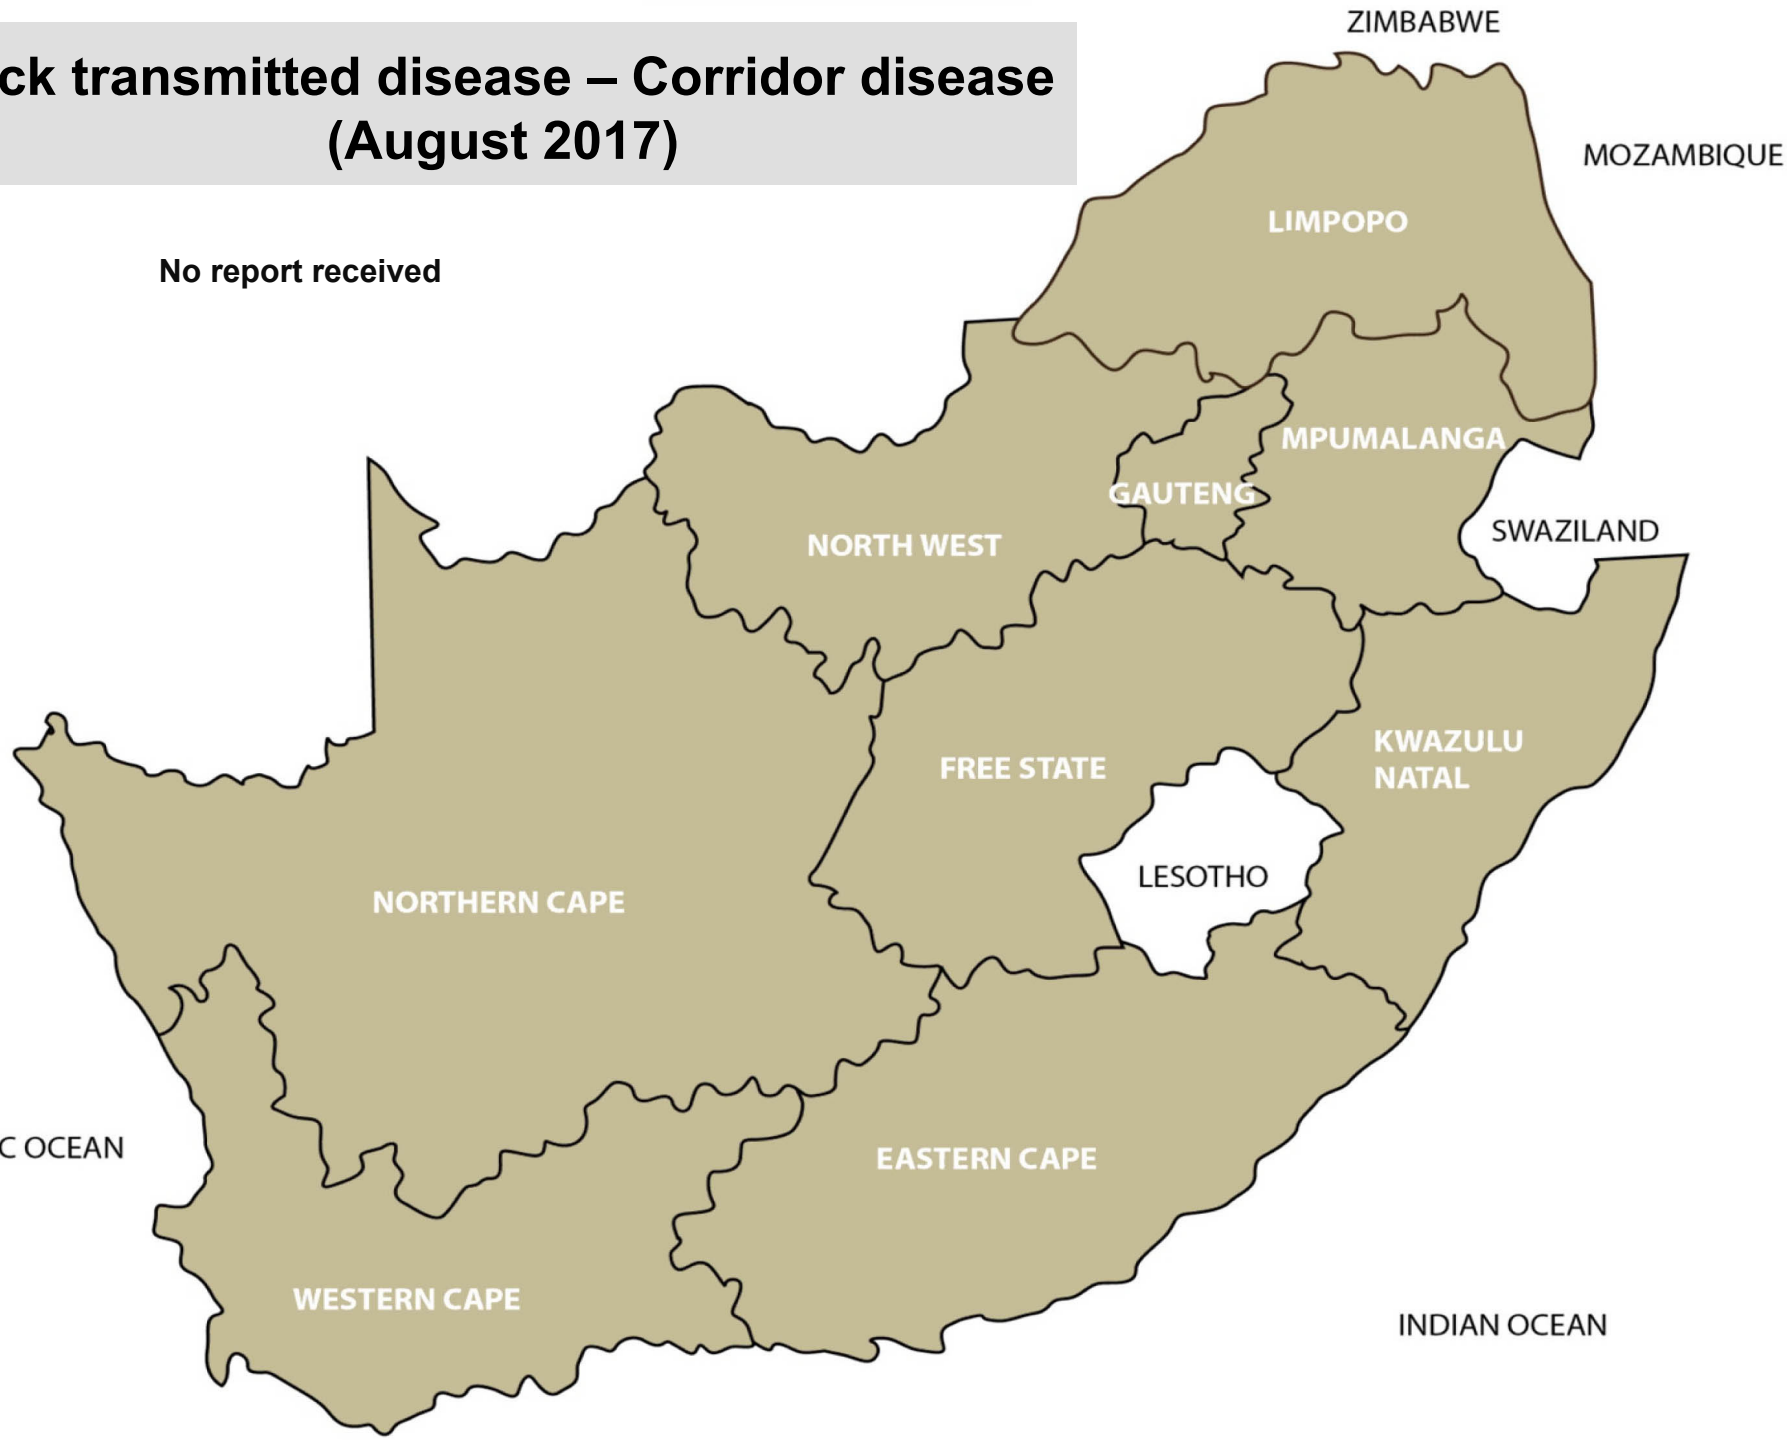 ck transmitted disease – Corridor disease
(August 2017)
No report received
ZIMBABWE
MOZAMBIQUE
LIMPOPO
MPUMALANGA
GAUTENG
NORTH WEST
SWAZILAND
KWAZULU
NATAL
FREE STATE
LESOTHO
NORTHERN CAPE
C OCEAN
EASTERN CAPE
WESTERN CAPE
INDIAN OCEAN